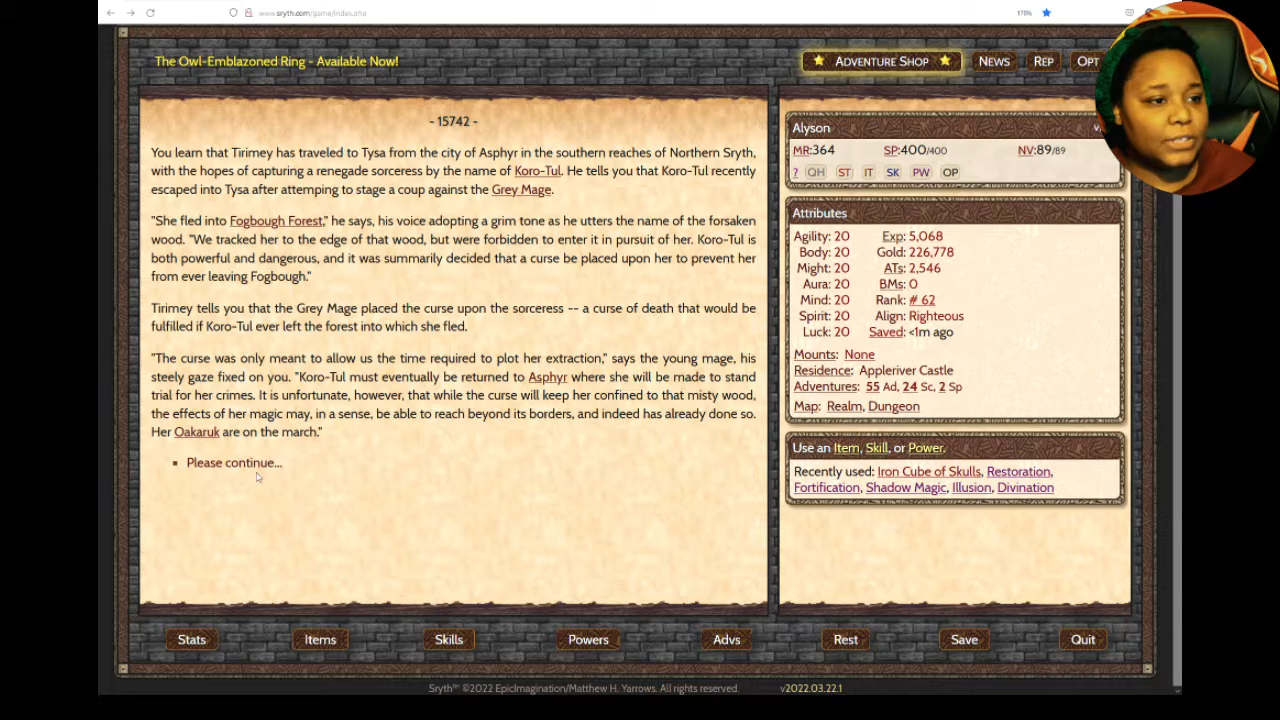 www.sryth.com/game/index.php
170%
The Owl-Emblazoned Ring - Available Now!
ADVENTURE SHOP
NEWS
REP
OPT
- 15742 -
You learn that Tirimey has traveled to Tysa from the city of Asphyr in the southern reaches of Northern Sryth,
with the hopes of capturing a renegade sorceress by the name of Koro-Tul. He tells you that Koro-Tul recently
escaped into Tysa after attemping to stage a coup against the Grey Mage.
"She fled into Fogbough Forest," he says, his voice adopting a grim tone as he utters the name of the forsaken
wood. "We tracked her to the edge of that wood, but were forbidden to enter it in pursuit of her. Koro-Tul is
both powerful and dangerous, and it was summarily decided that a curse be placed upon her to prevent her
from ever leaving Fogbough."
Tirimey tells you that the Grey Mage placed the curse upon the sorceress -- a curse of death that would be
fulfilled if Koro-Tul ever left the forest into which she fled.
"The curse was only meant to allow us the time required to plot her extraction," says the young mage, his
steely gaze fixed on you. "Koro-Tul must eventually be returned to Asphyr where she will be made to stand
trial for her crimes. It is unfortunate, however, that while the curse will keep her confined to that misty wood,
the effects of her magic may, in a sense, be able to reach beyond its borders, and indeed has already done so.
Her Oakaruk are on the march."
Please continue...
Alyson
MR:364 SP:400/400 NV:89/89
? QH ST IT SK PW OP
Attributes
Agility: 20 Exp: 5,068
Body: 20 Gold: 226,778
Might: 20 ATs: 2,546
Aura: 20 BMs: 0
Mind: 20 Rank: # 62
Spirit: 20 Align: Righteous
Luck: 20 Saved: <1m ago
Mounts: None
Residence: Appleriver Castle
Adventures: 55 Ad, 24 Sc, 2 Sp
Map: Realm, Dungeon
Use an Item, Skill, or Power.
Recently used: Iron Cube of Skulls, Restoration,
Fortification, Shadow Magic, Illusion, Divination
Stats Items Skills Powers Advs Rest Save Quit
Sryth™ ©2022 EpicImagination/Matthew H. Yarrows. All rights reserved. v2022.03.22.1